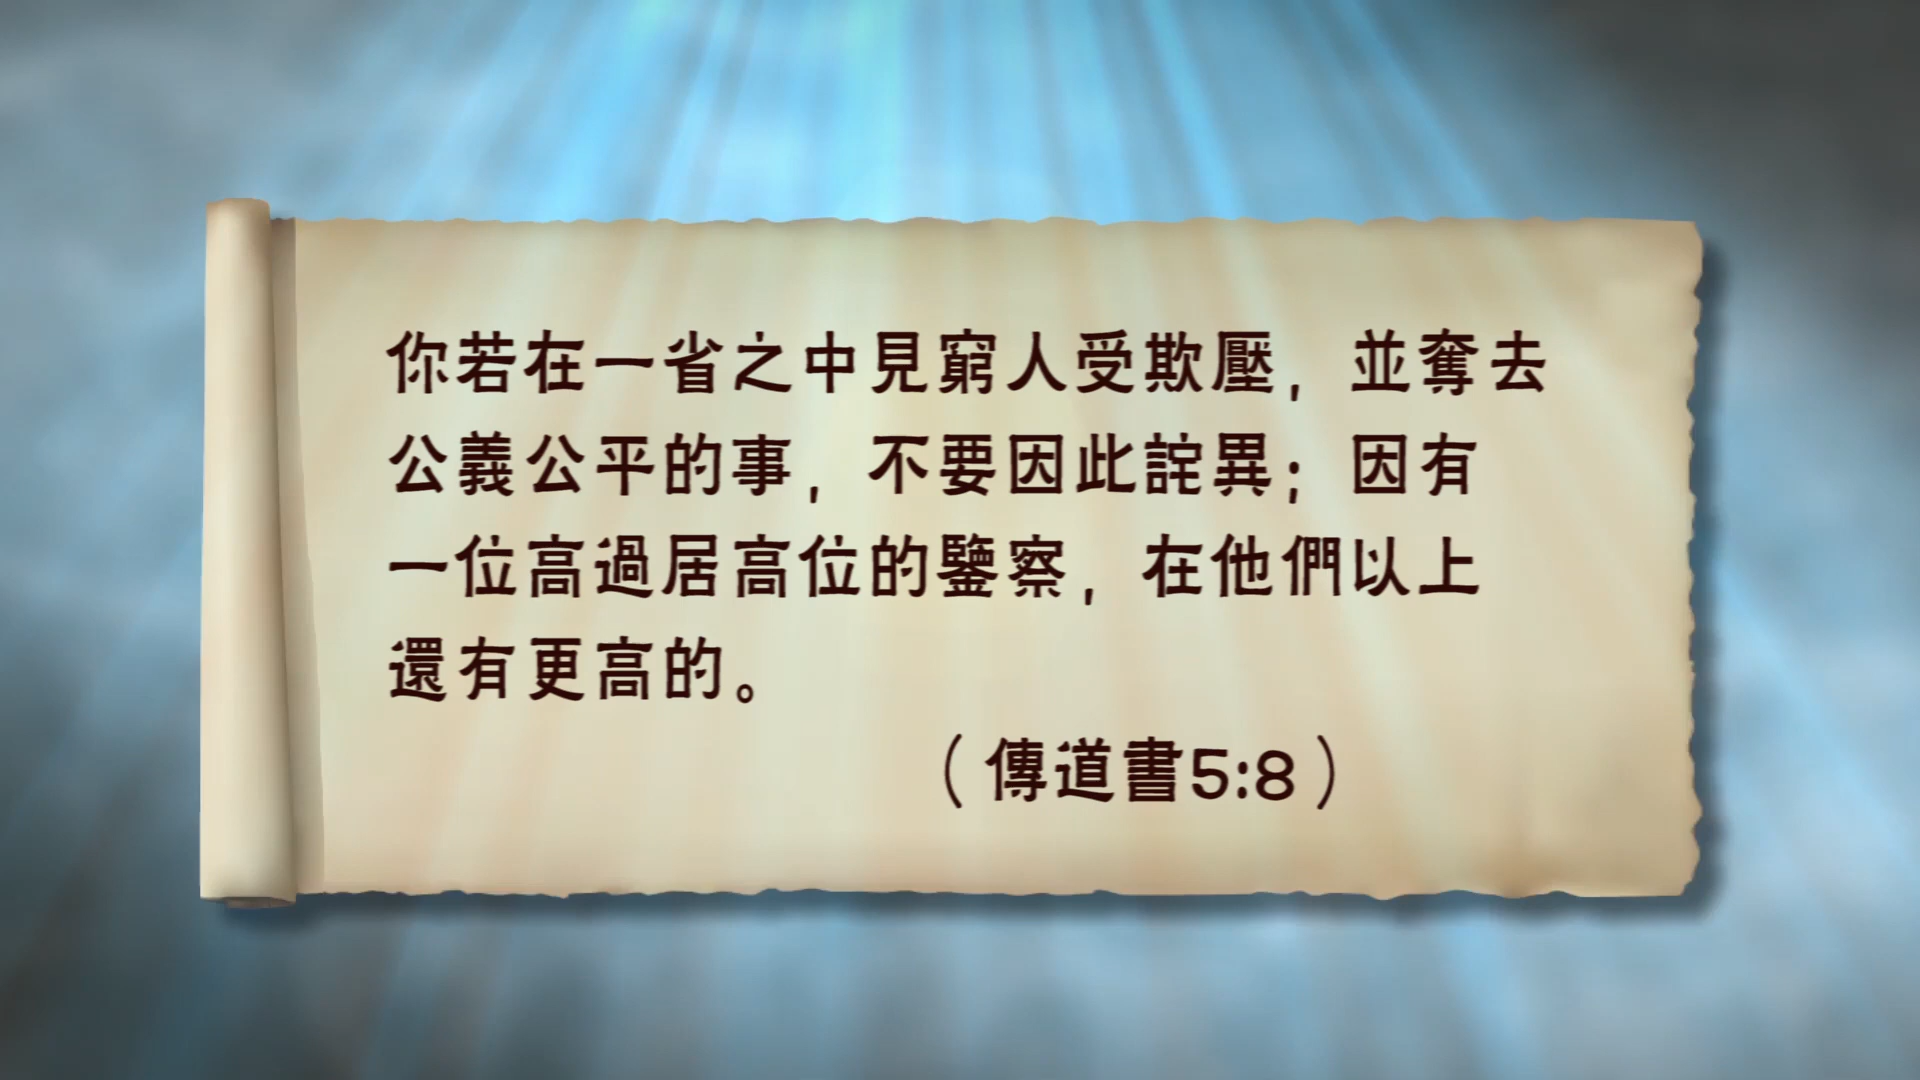 你若在一省之中見窮人受欺壓，並奪去
公義公平的事，不要因此詫異；因有
一位高過居高位的鑒察，在他們以上
還有更高的。
（傳道書5:8）